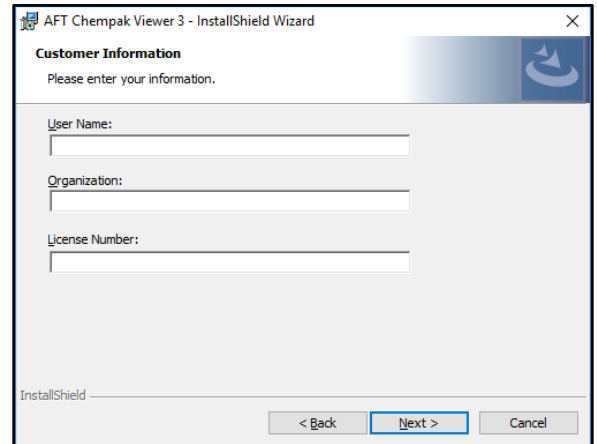 AFT Chempak Viewer 3 - InstallShield Wizard
Customer Information
Please enter your information.
User Name:
Organization:
License Number:
InstallShield
< Back Next > Cancel